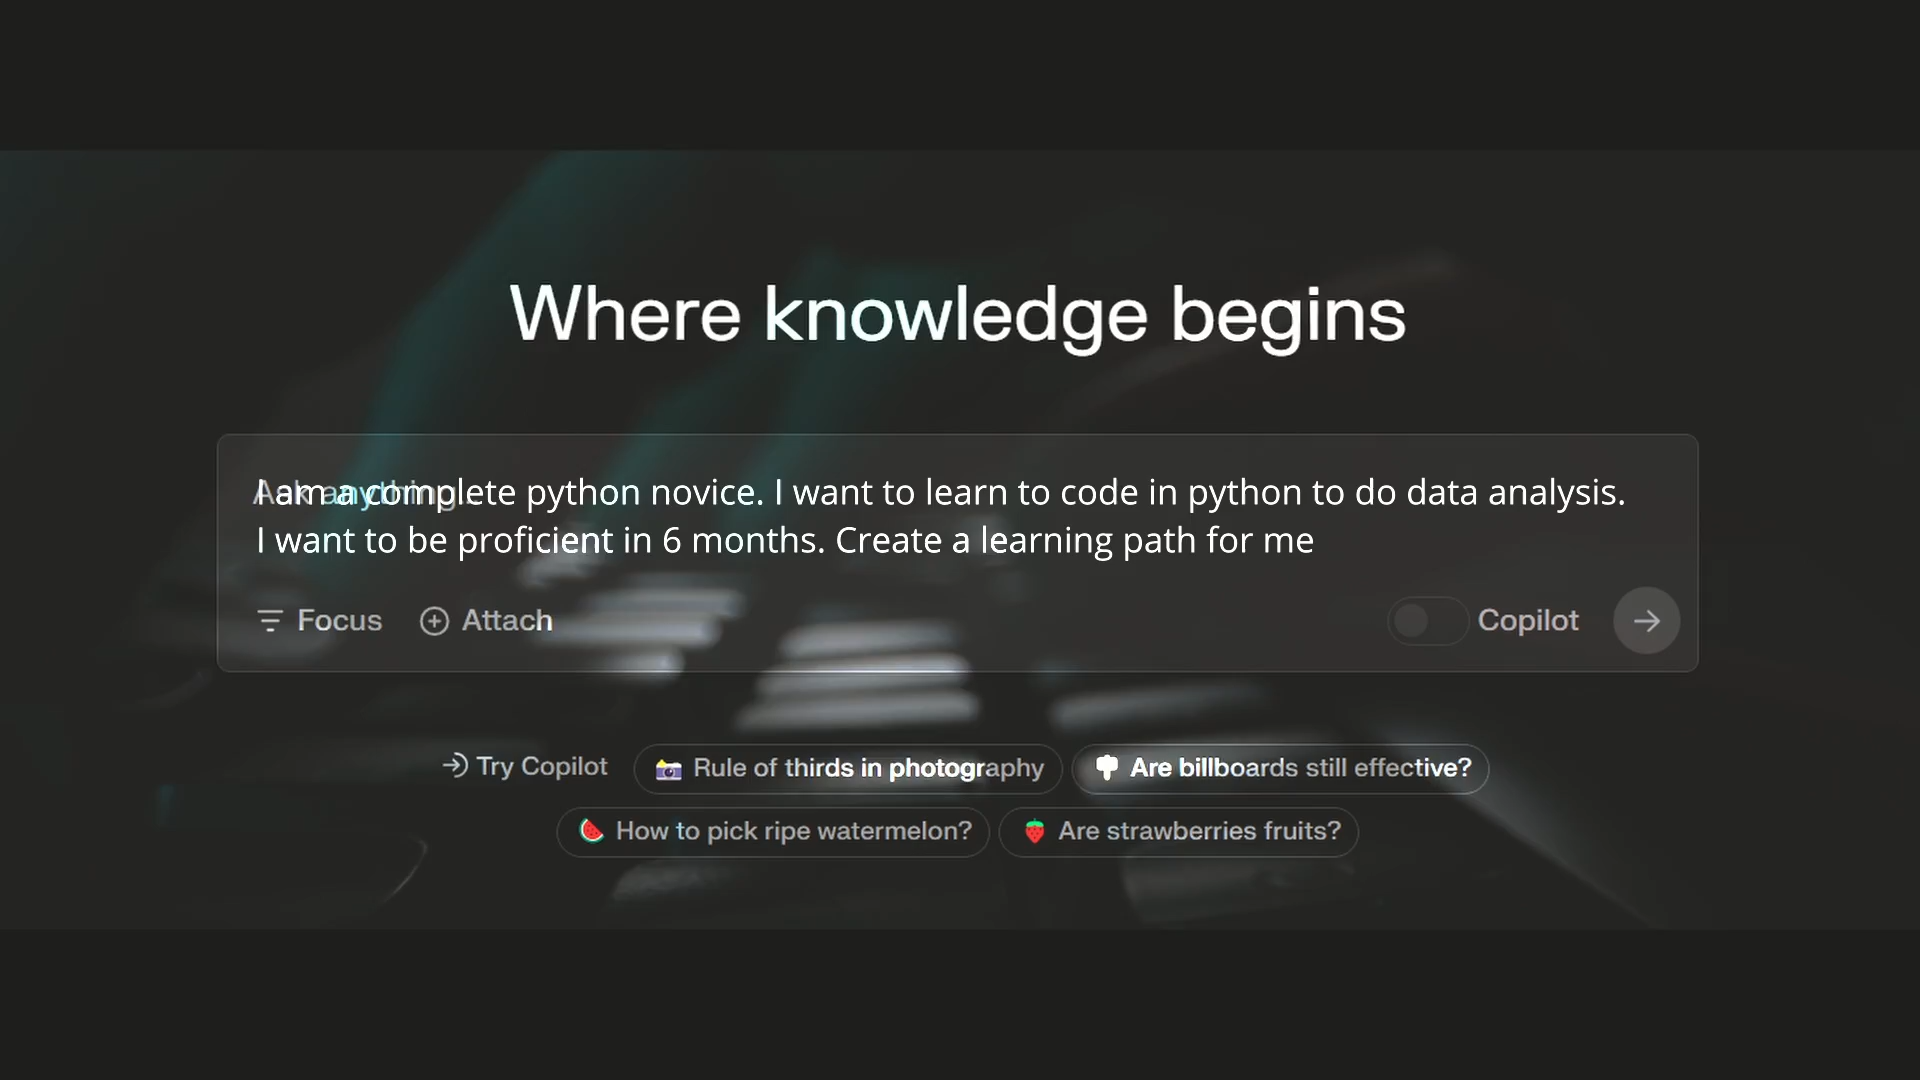 Where knowledge begins
Ask anything...
I am a complete python novice. I want to learn to code in python to do data analysis.
I want to be proficient in 6 months. Create a learning path for me
Focus
Attach
Copilot
Try Copilot
Rule of thirds in photography
Are billboards still effective?
How to pick ripe watermelon?
Are strawberries fruits?